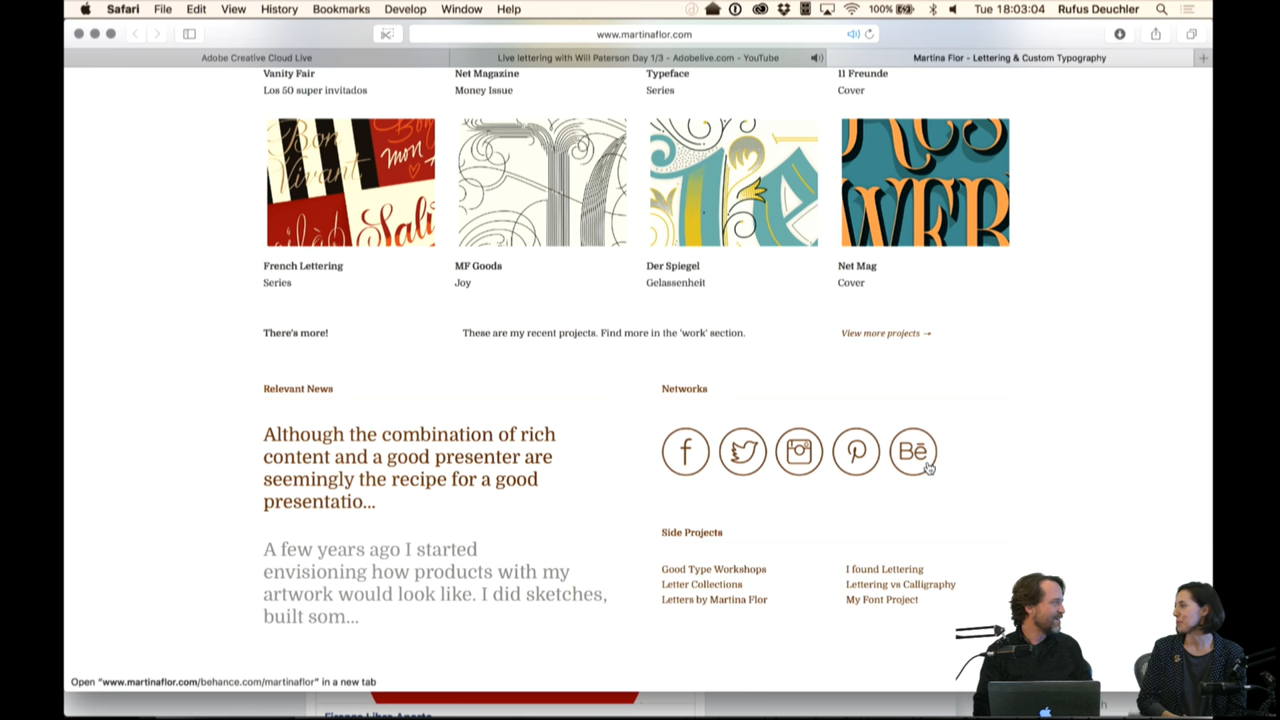 Safari File Edit View History Bookmarks Develop Window Help 100% Tue 18:03:04 Rufus Deuchler
www.martinaflor.com
Adobe Creative Cloud Live Live lettering with Will Paterson Day 1/3 - Adobelive.com - YouTube Martina Flor - Lettering & Custom Typography
Vanity Fair Net Magazine Typeface 11 Freunde
Los 50 super invitados Money Issue Series Cover
Bon Vivant Bon mon Sali
WEB
French Lettering MF Goods Der Spiegel Net Mag
Series Joy Gelassenheit Cover
There's more! These are my recent projects. Find more in the 'work' section. View more projects →
Relevant News Networks
Although the combination of rich
content and a good presenter are
seemingly the recipe for a good
presentatio...
f Bē
A few years ago I started
envisioning how products with my
artwork would look like. I did sketches,
built som...
Side Projects
Good Type Workshops I found Lettering
Letter Collections Lettering vs Calligraphy
Letters by Martina Flor My Font Project
Open "www.martinaflor.com/behance.com/martinaflor" in a new tab